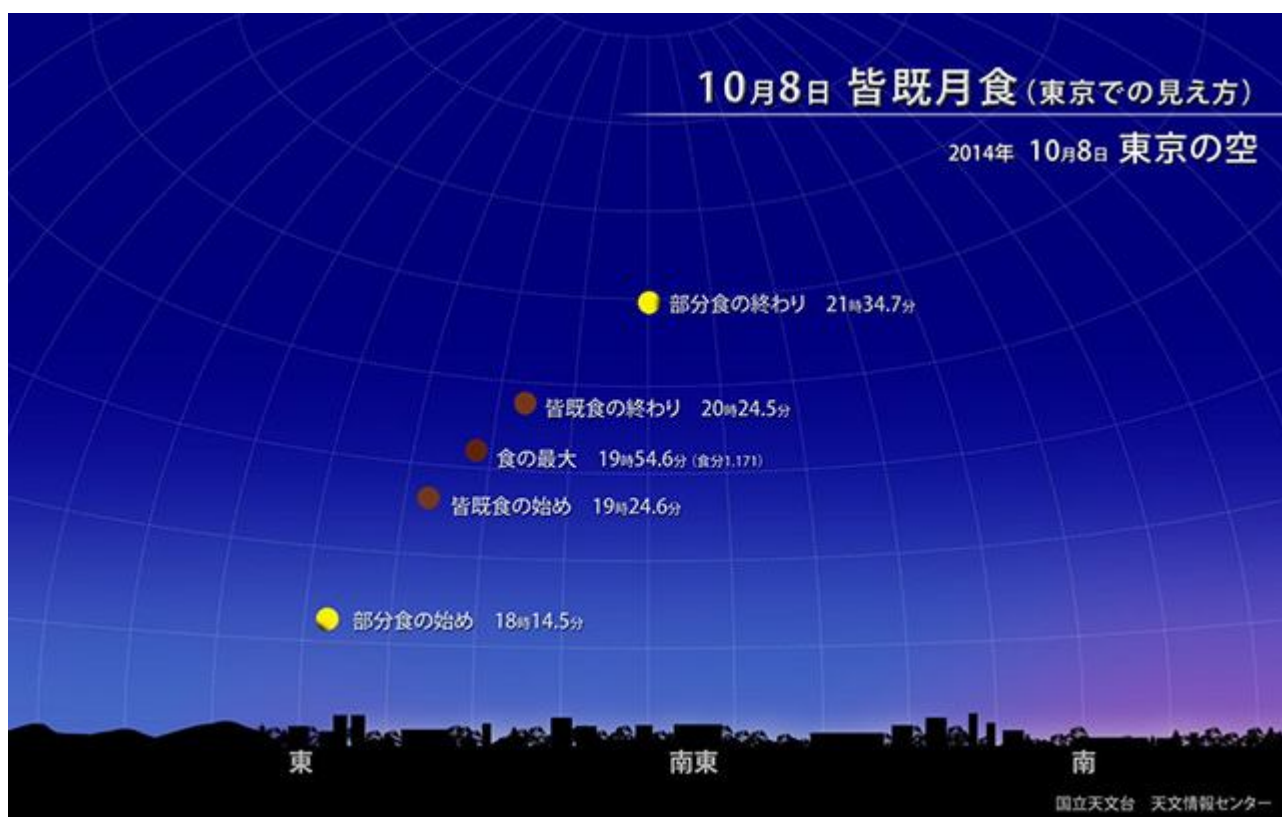 10月8日 皆既月食(東京での見え方)
2014年 10月8日 東京の空
部分食の終わり 21時34.7分
皆既食の終わり 20時24.5分
食の最大 19時54.6分(食分1.171)
皆既食の始め 19時24.6分
部分食の始め 18時14.5分
東 南東 南
国立天文台 天文情報センター